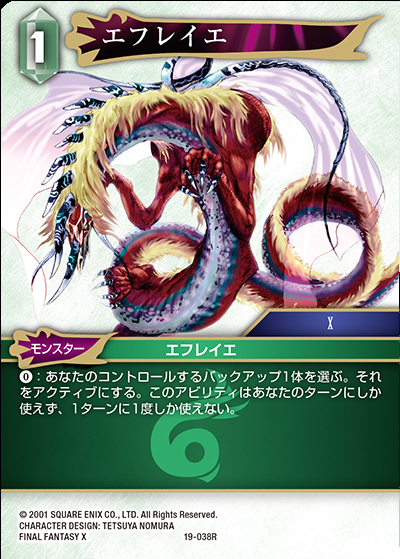 1
エフレイエ
X
モンスター
エフレイエ
0：あなたのコントロールするバックアップ1体を選ぶ。それ
をアクティブにする。このアビリティはあなたのターンにしか
使えず、1ターンに1度しか使えない。
© 2001 SQUARE ENIX CO., LTD. All Rights Reserved.
CHARACTER DESIGN: TETSUYA NOMURA
FINAL FANTASY X 19-038R